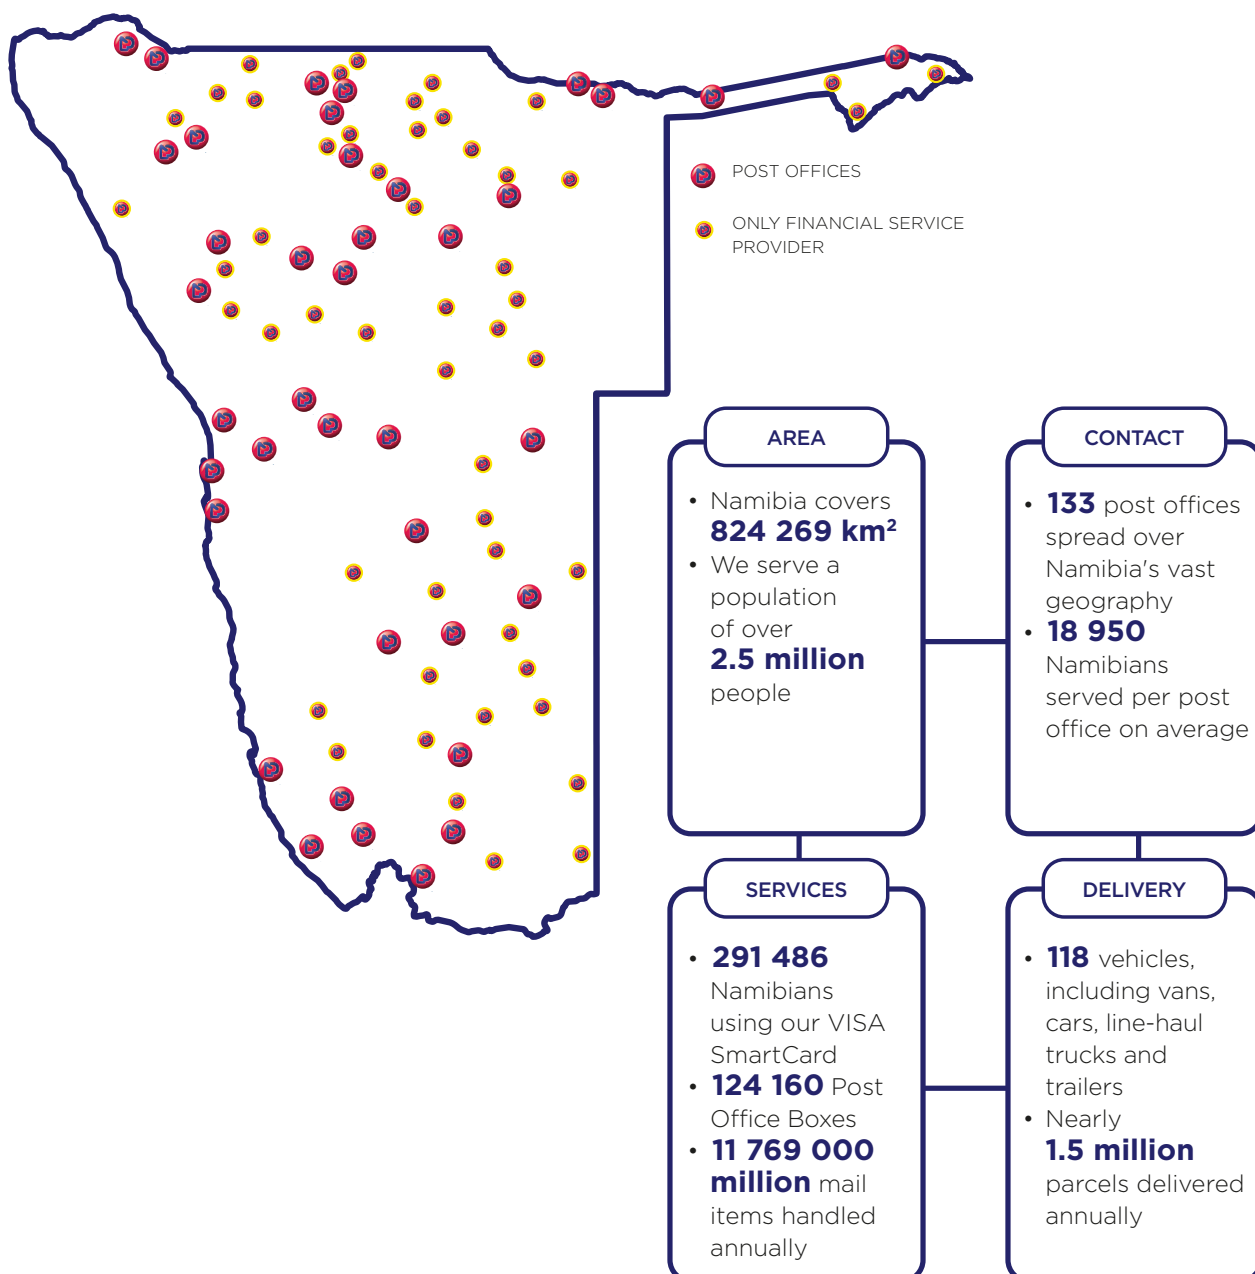 POST OFFICES
ONLY FINANCIAL SERVICE
PROVIDER
AREA
• Namibia covers
824 269 km²
• We serve a
population
of over
2.5 million
people
CONTACT
• 133 post offices
spread over
Namibia's vast
geography
• 18 950
Namibians
served per post
office on average
SERVICES
• 291 486
Namibians
using our VISA
SmartCard
• 124 160 Post
Office Boxes
• 11 769 000
million mail
items handled
annually
DELIVERY
• 118 vehicles,
including vans,
cars, line-haul
trucks and
trailers
• Nearly
1.5 million
parcels delivered
annually